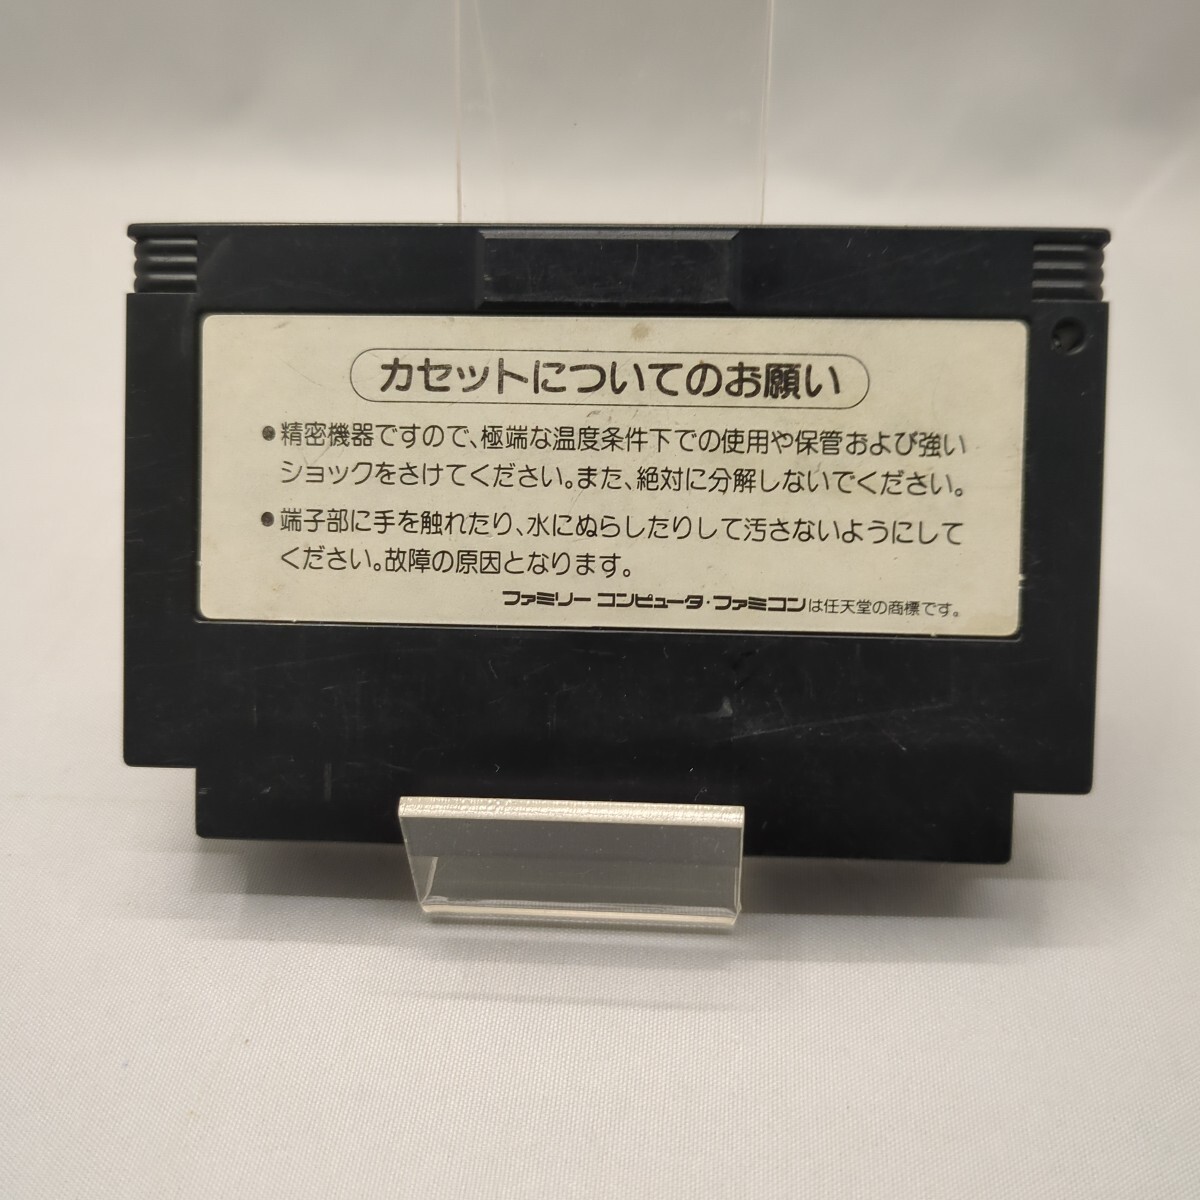 カセットについてのお願い
●精密機器ですので、極端な温度条件下での使用や保管および強い
ショックをさけてください。また、絶対に分解しないでください。
●端子部に手を触れたり、水にぬらしたりして汚さないようにして
ください。故障の原因となります。
ファミリーコンピュータ・ファミコンは任天堂の商標です。